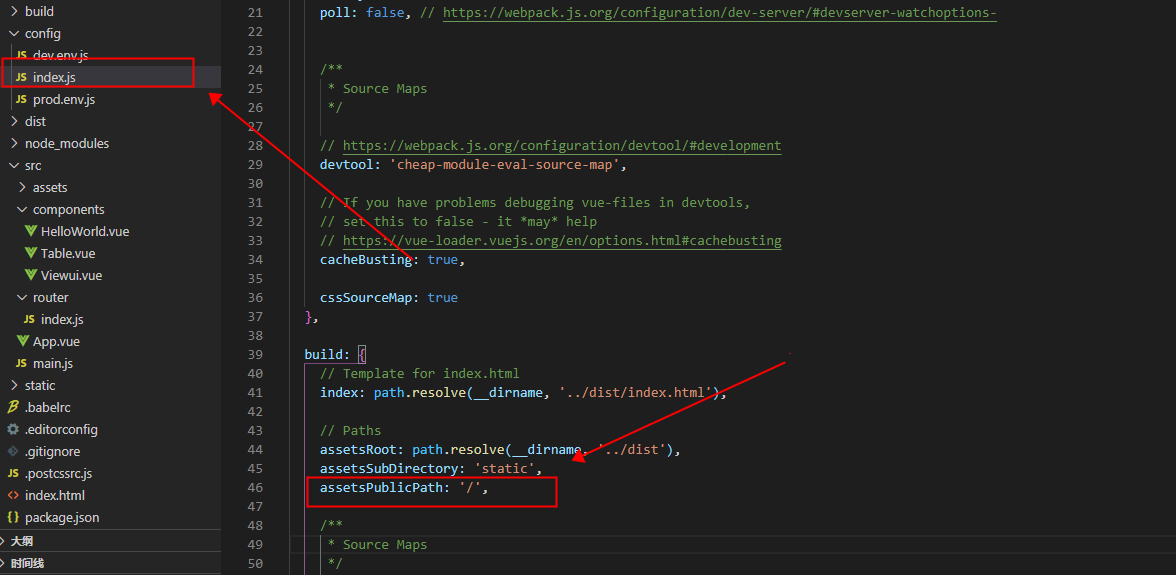 build
config
dev.env.js
JS index.js
JS prod.env.js
dist
node_modules
src
assets
components
HelloWorld.vue
Table.vue
Viewui.vue
router
JS index.js
App.vue
JS main.js
static
.babelrc
.editorconfig
.gitignore
JS .postcssrc.js
<> index.html
{} package.json
大纲
时间线
21 poll: false, // https://webpack.js.org/configuration/dev-server/#devserver-watchoptions-
22
23
24 /**
25 * Source Maps
26 */
27
28 // https://webpack.js.org/configuration/devtool/#development
29 devtool: 'cheap-module-eval-source-map',
30
31 // If you have problems debugging vue-files in devtools,
32 // set this to false - it *may* help
33 // https://vue-loader.vuejs.org/en/options.html#cachebusting
34 cacheBusting: true,
35
36 cssSourceMap: true
37 },
38
39 build: {
40 // Template for index.html
41 index: path.resolve(__dirname, '../dist/index.html'),
42
43 // Paths
44 assetsRoot: path.resolve(__dirname, '../dist'),
45 assetsSubDirectory: 'static',
46 assetsPublicPath: '/',
47
48 /**
49 * Source Maps
50 */